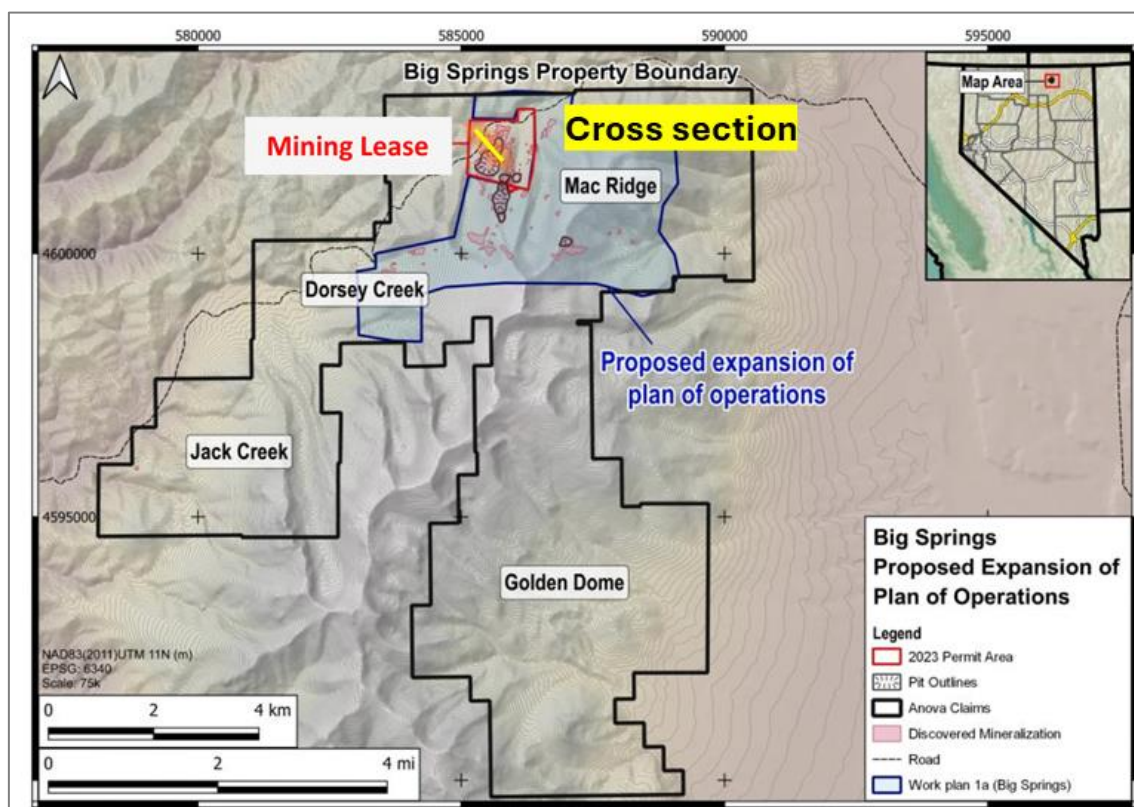 580000
585000
590000
595000
Big Springs Property Boundary
Map Area
Mining Lease
Cross section
Mac Ridge
4600000
Dorsey Creek
Proposed expansion of
plan of operations
Jack Creek
4595000
Golden Dome
NAD83(2011)UTM 11N (m)
EPSG: 6340
Scale: 75k
0 2 4 km
0 2 4 mi
Big Springs
Proposed Expansion of
Plan of Operations
Legend
2023 Permit Area
Pit Outlines
Anova Claims
Discovered Mineralization
Road
Work plan 1a (Big Springs)